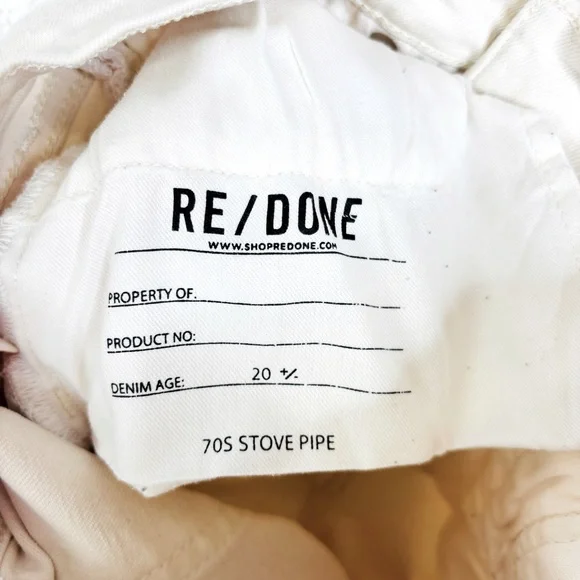 RE/DONE
WWW.SHOPREDONE.COM
PROPERTY OF.
PRODUCT NO:
DENIM AGE: 20 +/-
70S STOVE PIPE